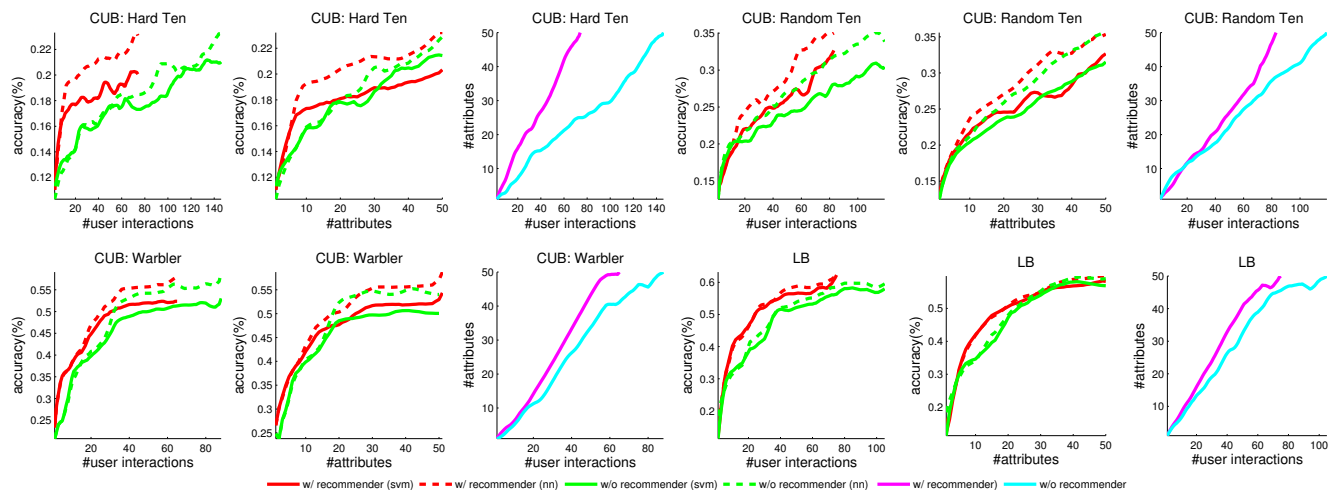 CUB: Hard Ten
0.22
0.2
0.18
0.16
0.14
0.12
accuracy(%)
20 40 60 80 100 120 140
#user interactions
CUB: Hard Ten
0.22
0.2
0.18
0.16
0.14
0.12
accuracy(%)
10 20 30 40 50
#attributes
CUB: Hard Ten
50
40
30
20
10
#attributes
20 40 60 80 100 120 140
#user interactions
CUB: Random Ten
0.35
0.3
0.25
0.2
0.15
accuracy(%)
20 40 60 80 100
#user interactions
CUB: Random Ten
0.35
0.3
0.25
0.2
0.15
accuracy(%)
10 20 30 40 50
#attributes
CUB: Random Ten
50
40
30
20
10
#attributes
20 40 60 80 100
#user interactions
CUB: Warbler
0.55
0.5
0.45
0.4
0.35
0.3
0.25
accuracy(%)
20 40 60 80
#user interactions
CUB: Warbler
0.55
0.5
0.45
0.4
0.35
0.3
0.25
accuracy(%)
10 20 30 40 50
#attributes
CUB: Warbler
50
40
30
20
10
#attributes
20 40 60 80
#user interactions
LB
0.6
0.5
0.4
0.3
0.2
accuracy(%)
20 40 60 80 100
#user interactions
LB
0.5
0.4
0.3
0.2
accuracy(%)
10 20 30 40 50
#attributes
LB
50
40
30
20
10
#attributes
20 40 60 80 100
#user interactions
w/ recommender (svm) w/ recommender (nn) w/o recommender (svm) w/o recommender (nn) w/ recommender) w/o recommender